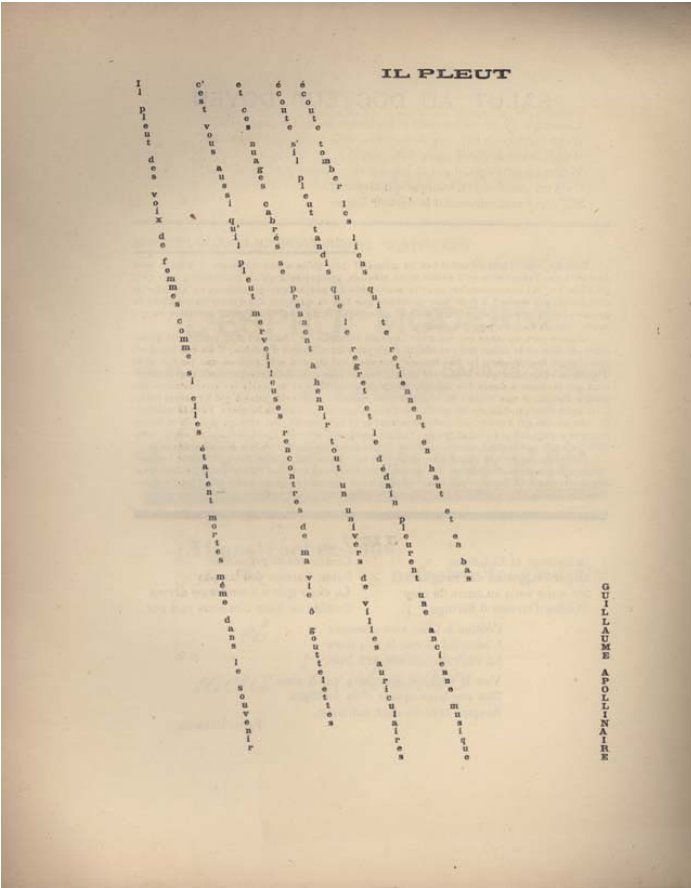 IL PLEUT
Il pleut des voix de femmes comme si elles étaient mortes même dans le souvenir
c'est vous aussi qu'il pleut merveilleuses rencontres de ma vie ô gouttelettes
et ces nuages cabrés se prennent a hennir tout un univers de villes auriculaires
écoute s'il pleut tandis que le regret et le dédain pleurent une ancienne musique
écoute tomber les liens qui te retiennent en haut et en bas
GUILLAUME APOLLINAIRE